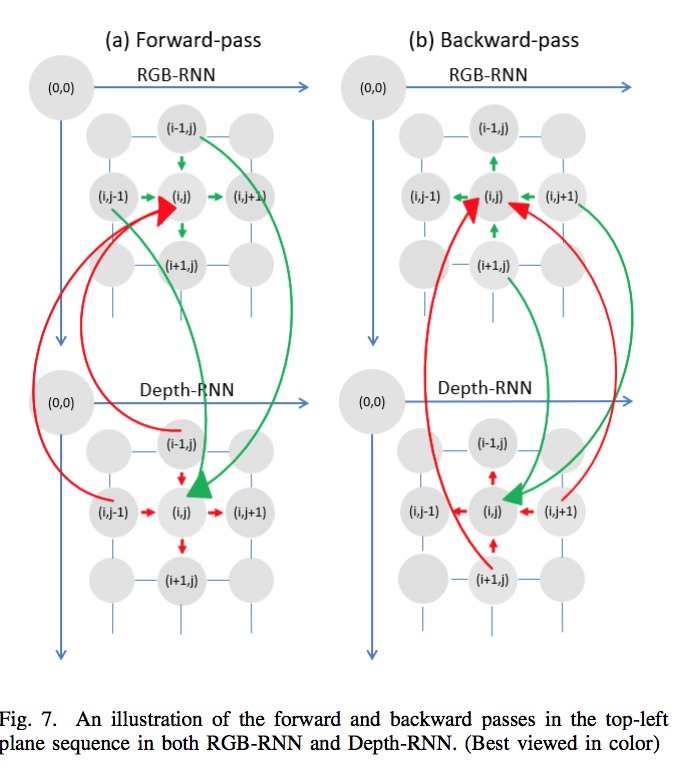 (a) Forward-pass
(b) Backward-pass
RGB-RNN
(0,0)
(i-1,j)
(i,j-1)
(i,j)
(i,j+1)
(i+1,j)
Depth-RNN
(0,0)
(i-1,j)
(i,j-1)
(i,j)
(i,j+1)
(i+1,j)
RGB-RNN
(0,0)
(i-1,j)
(i,j-1)
(i,j)
(i,j+1)
(i+1,j)
Depth-RNN
(0,0)
(i-1,j)
(i,j-1)
(i,j)
(i,j+1)
(i+1,j)
Fig. 7. An illustration of the forward and backward passes in the top-left
plane sequence in both RGB-RNN and Depth-RNN. (Best viewed in color)